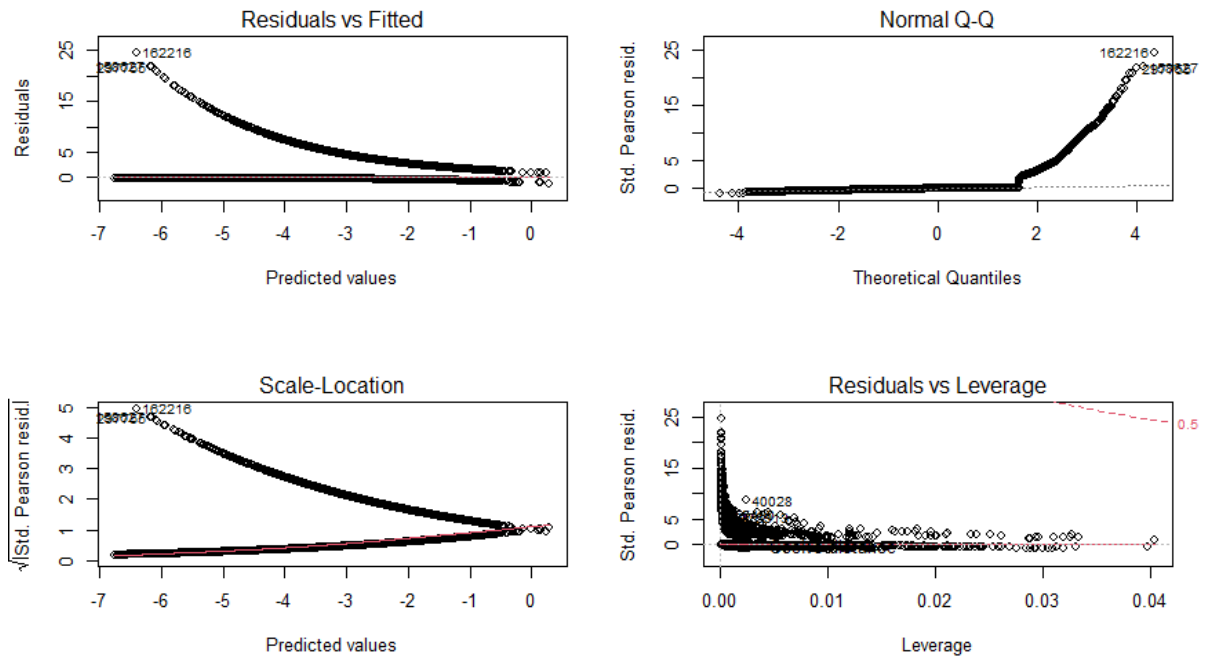 Residuals vs Fitted
Residuals
25
15
5
0
162216
-7 -6 -5 -4 -3 -2 -1 0
Predicted values
Normal Q-Q
Std. Pearson resid.
25
15
5
0
162216
-4 -2 0 2 4
Theoretical Quantiles
Scale-Location
√|Std. Pearson resid.|
5
4
3
2
1
0
162216
-7 -6 -5 -4 -3 -2 -1 0
Predicted values
Residuals vs Leverage
Std. Pearson resid.
25
15
5
0
40028
0.5
0.00 0.01 0.02 0.03 0.04
Leverage